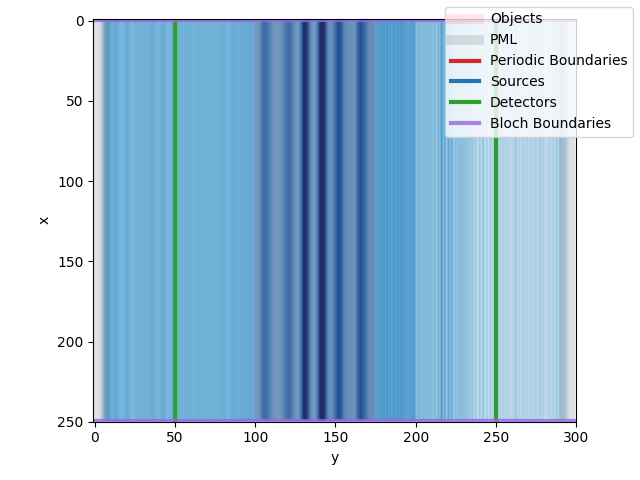 Objects
PML
Periodic Boundaries
Sources
Detectors
Bloch Boundaries
0
50
100
150
200
250
x
0 50 100 150 200 250 300
y